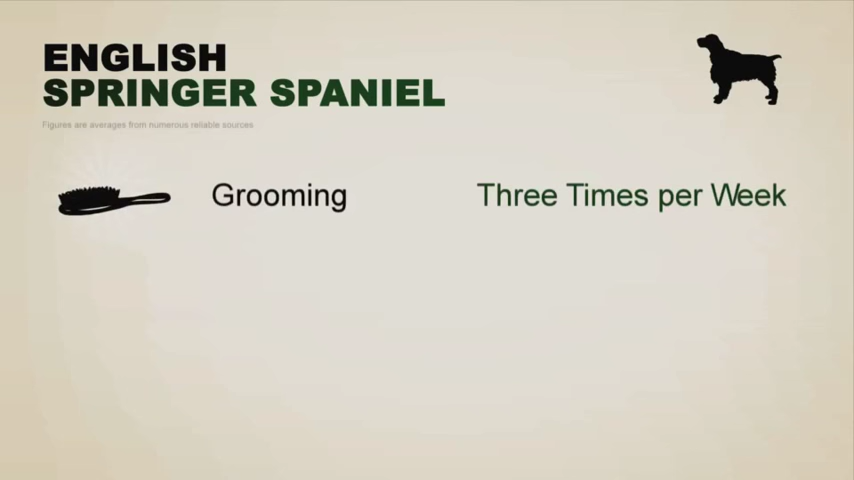 ENGLISH
SPRINGER SPANIEL
Figures are averages from numerous reliable sources
Grooming Three Times per Week